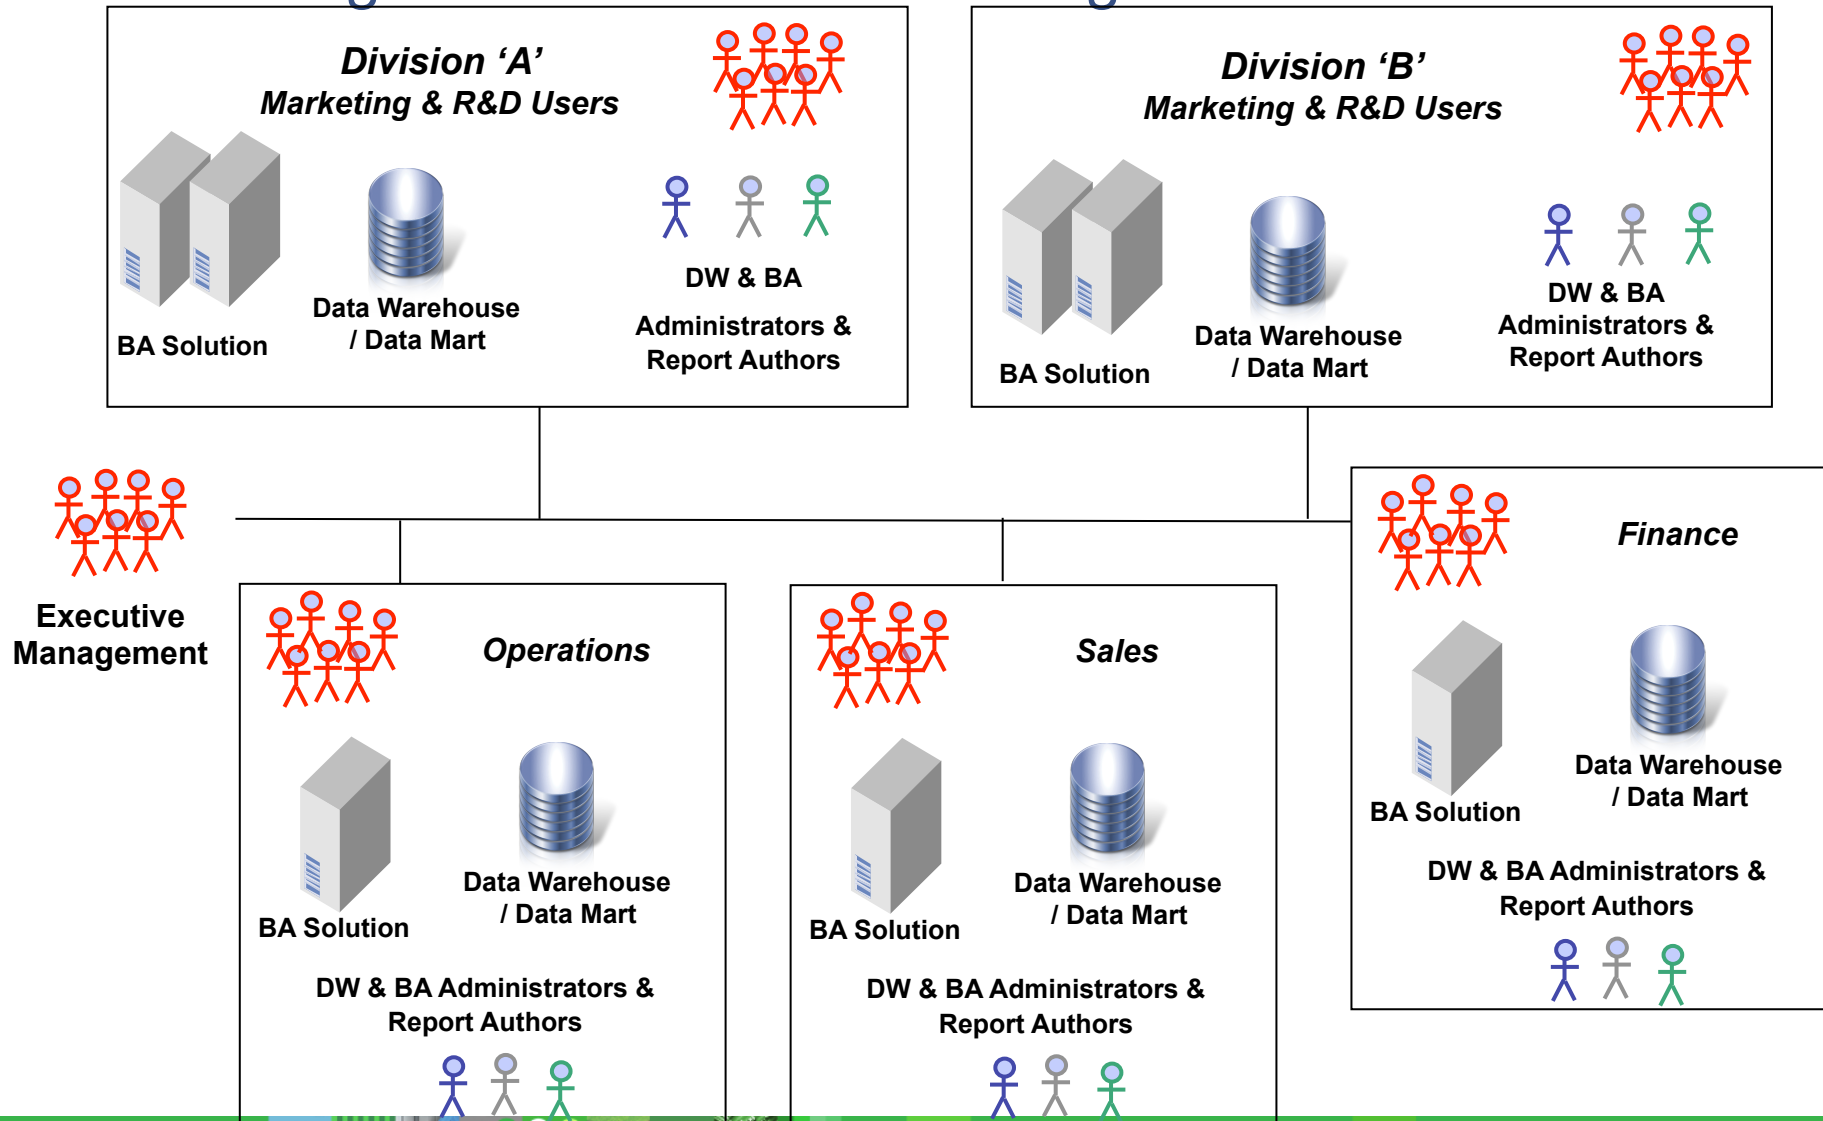 Division ‘A’
Marketing & R&D Users
BA Solution
Data Warehouse
/ Data Mart
DW & BA
Administrators &
Report Authors
Division ‘B’
Marketing & R&D Users
BA Solution
Data Warehouse
/ Data Mart
DW & BA
Administrators &
Report Authors
Executive
Management
Operations
BA Solution
Data Warehouse
/ Data Mart
DW & BA Administrators &
Report Authors
Sales
BA Solution
Data Warehouse
/ Data Mart
DW & BA Administrators &
Report Authors
Finance
BA Solution
Data Warehouse
/ Data Mart
DW & BA Administrators &
Report Authors